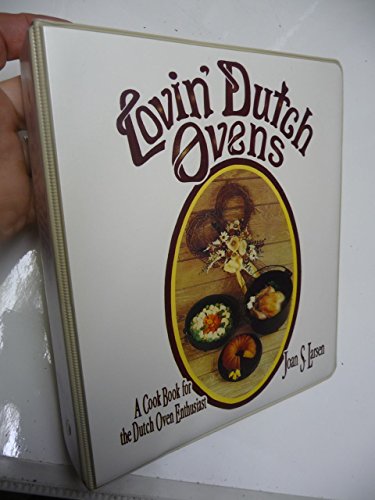 Lovin' Dutch
Ovens
A Cook Book for
the Dutch Oven Enthusiast
Joan S. Larsen